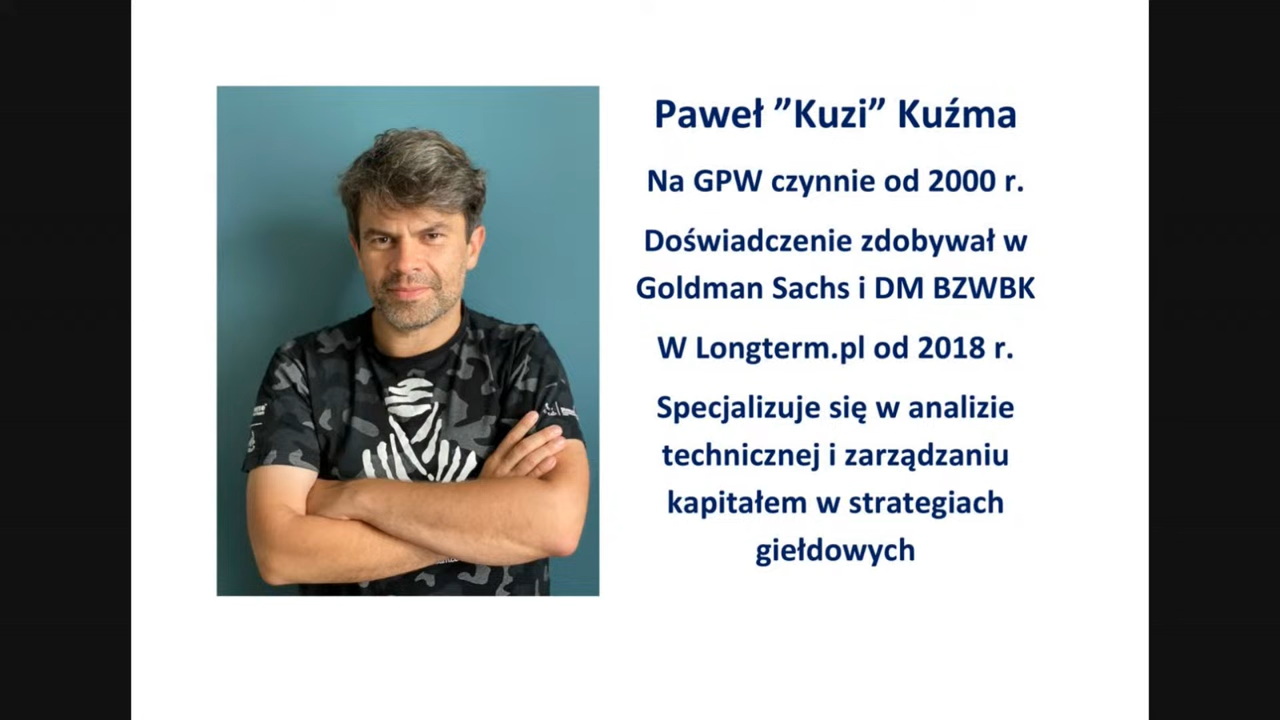 Paweł ”Kuzi” Kuźma
Na GPW czynnie od 2000 r.
Doświadczenie zdobywał w
Goldman Sachs i DM BZWBK
W Longterm.pl od 2018 r.
Specjalizuje się w analizie
technicznej i zarządzaniu
kapitałem w strategiach
giełdowych